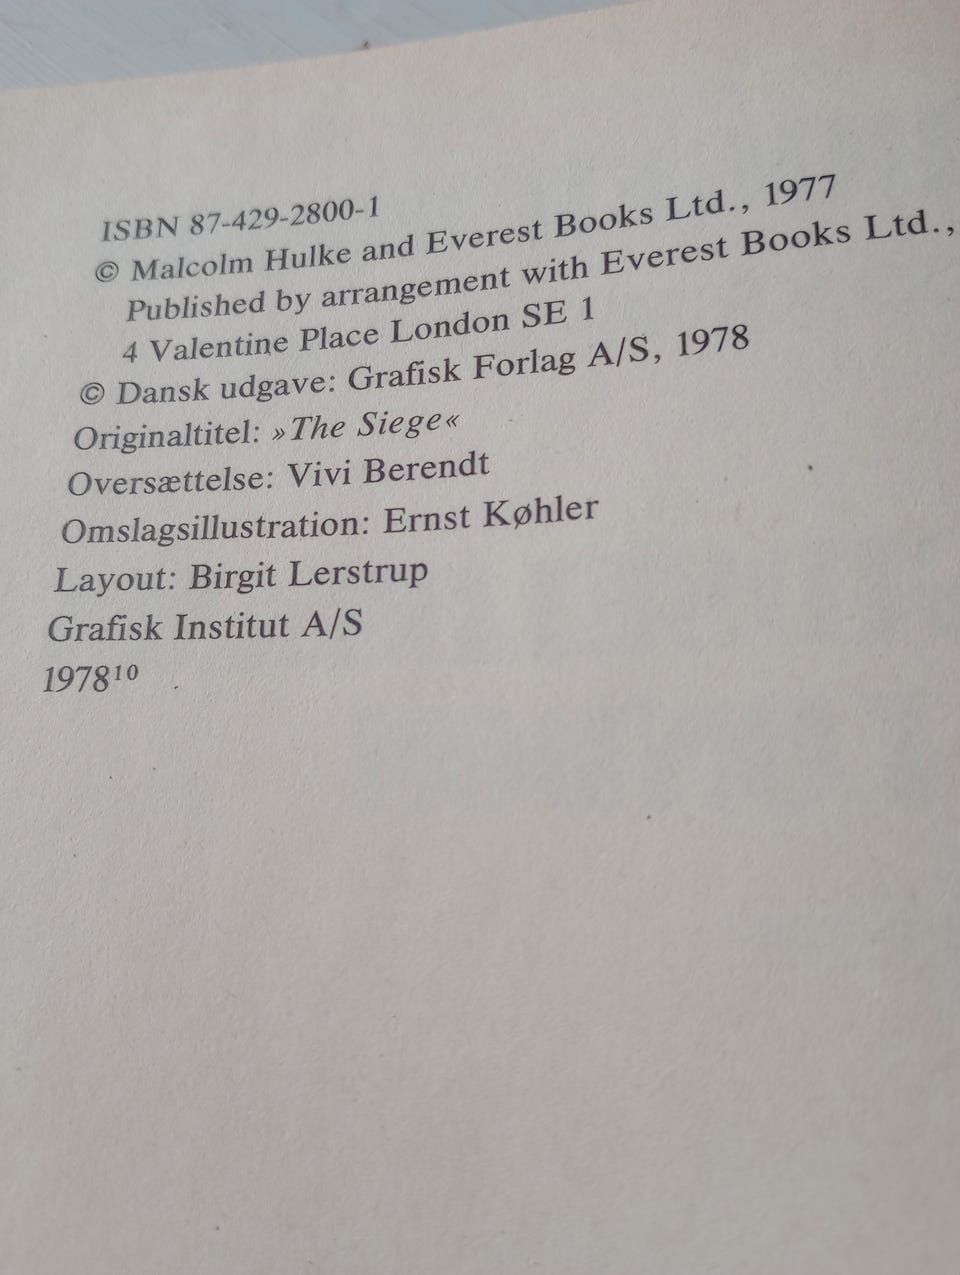 ISBN 87-429-2800-1
© Malcolm Hulke and Everest Books Ltd., 1977
Published by arrangement with Everest Books Ltd.,
4 Valentine Place London SE 1
© Dansk udgave: Grafisk Forlag A/S, 1978
Originaltitel: »The Siege«
Oversættelse: Vivi Berendt
Omslagsillustration: Ernst Køhler
Layout: Birgit Lerstrup
Grafisk Institut A/S
1978¹⁰